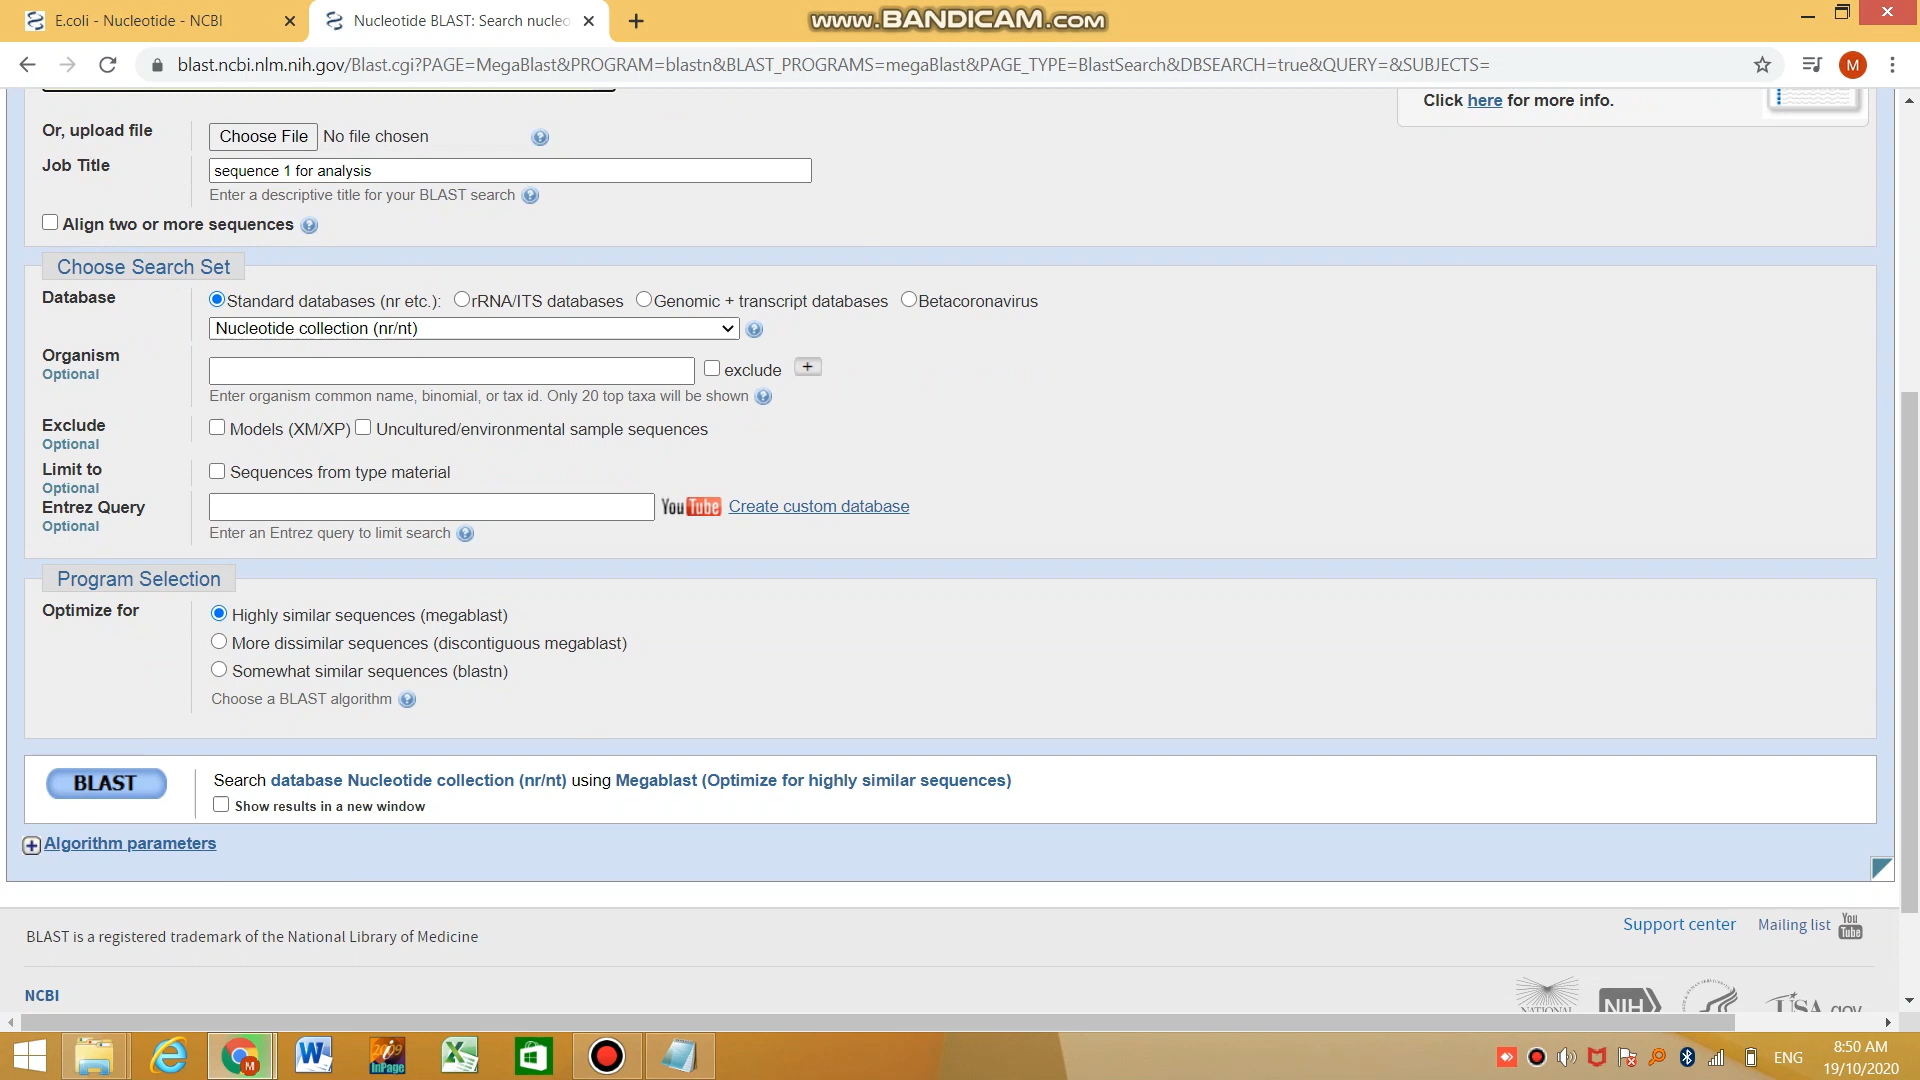 E.coli - Nucleotide - NCBI
Nucleotide BLAST: Search nucleo
www.BANDICAM.com
blast.ncbi.nlm.nih.gov/Blast.cgi?PAGE=MegaBlast&PROGRAM=blastn&BLAST_PROGRAMS=megaBlast&PAGE_TYPE=BlastSearch&DBSEARCH=true&QUERY=&SUBJECTS=
M
Click here for more info.
Or, upload file
Choose File No file chosen
Job Title
sequence 1 for analysis
Enter a descriptive title for your BLAST search
Align two or more sequences
Choose Search Set
Database
Standard databases (nr etc.): rRNA/ITS databases Genomic + transcript databases Betacoronavirus
Nucleotide collection (nr/nt)
Organism
Optional
exclude +
Enter organism common name, binomial, or tax id. Only 20 top taxa will be shown
Exclude
Optional
Models (XM/XP) Uncultured/environmental sample sequences
Limit to
Optional
Sequences from type material
Entrez Query
Optional
YouTube Create custom database
Enter an Entrez query to limit search
Program Selection
Optimize for
Highly similar sequences (megablast)
More dissimilar sequences (discontiguous megablast)
Somewhat similar sequences (blastn)
Choose a BLAST algorithm
BLAST
Search database Nucleotide collection (nr/nt) using Megablast (Optimize for highly similar sequences)
Show results in a new window
Algorithm parameters
Support center Mailing list You Tube
BLAST is a registered trademark of the National Library of Medicine
NCBI
NATIONAL NIH USA.gov
M 2009 InPage
ENG
8:50 AM
19/10/2020